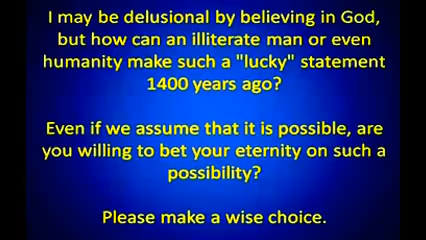 I may be delusional by believing in God,
but how can an illiterate man or even
humanity make such a "lucky" statement
1400 years ago?
Even if we assume that it is possible, are
you willing to bet your eternity on such a
possibility?
Please make a wise choice.